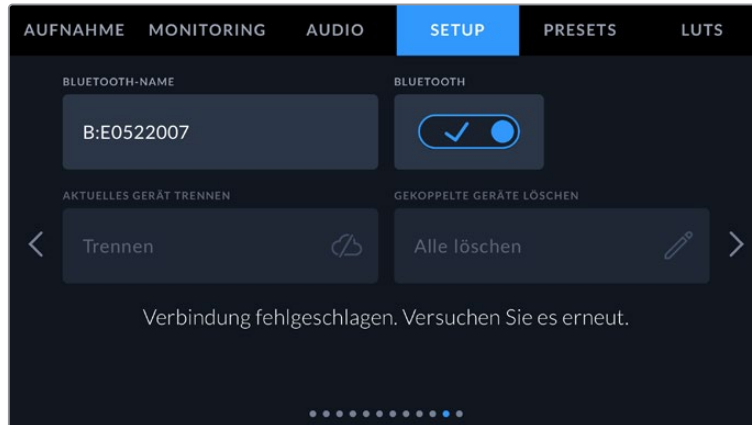 AUFNAHME MONITORING AUDIO SETUP PRESETS LUTS
BLUETOOTH-NAME BLUETOOTH
B:E0522007
AKTUELLES GERÄT TRENNEN GEKOPPELTE GERÄTE LÖSCHEN
Trennen Alle löschen
Verbindung fehlgeschlagen. Versuchen Sie es erneut.